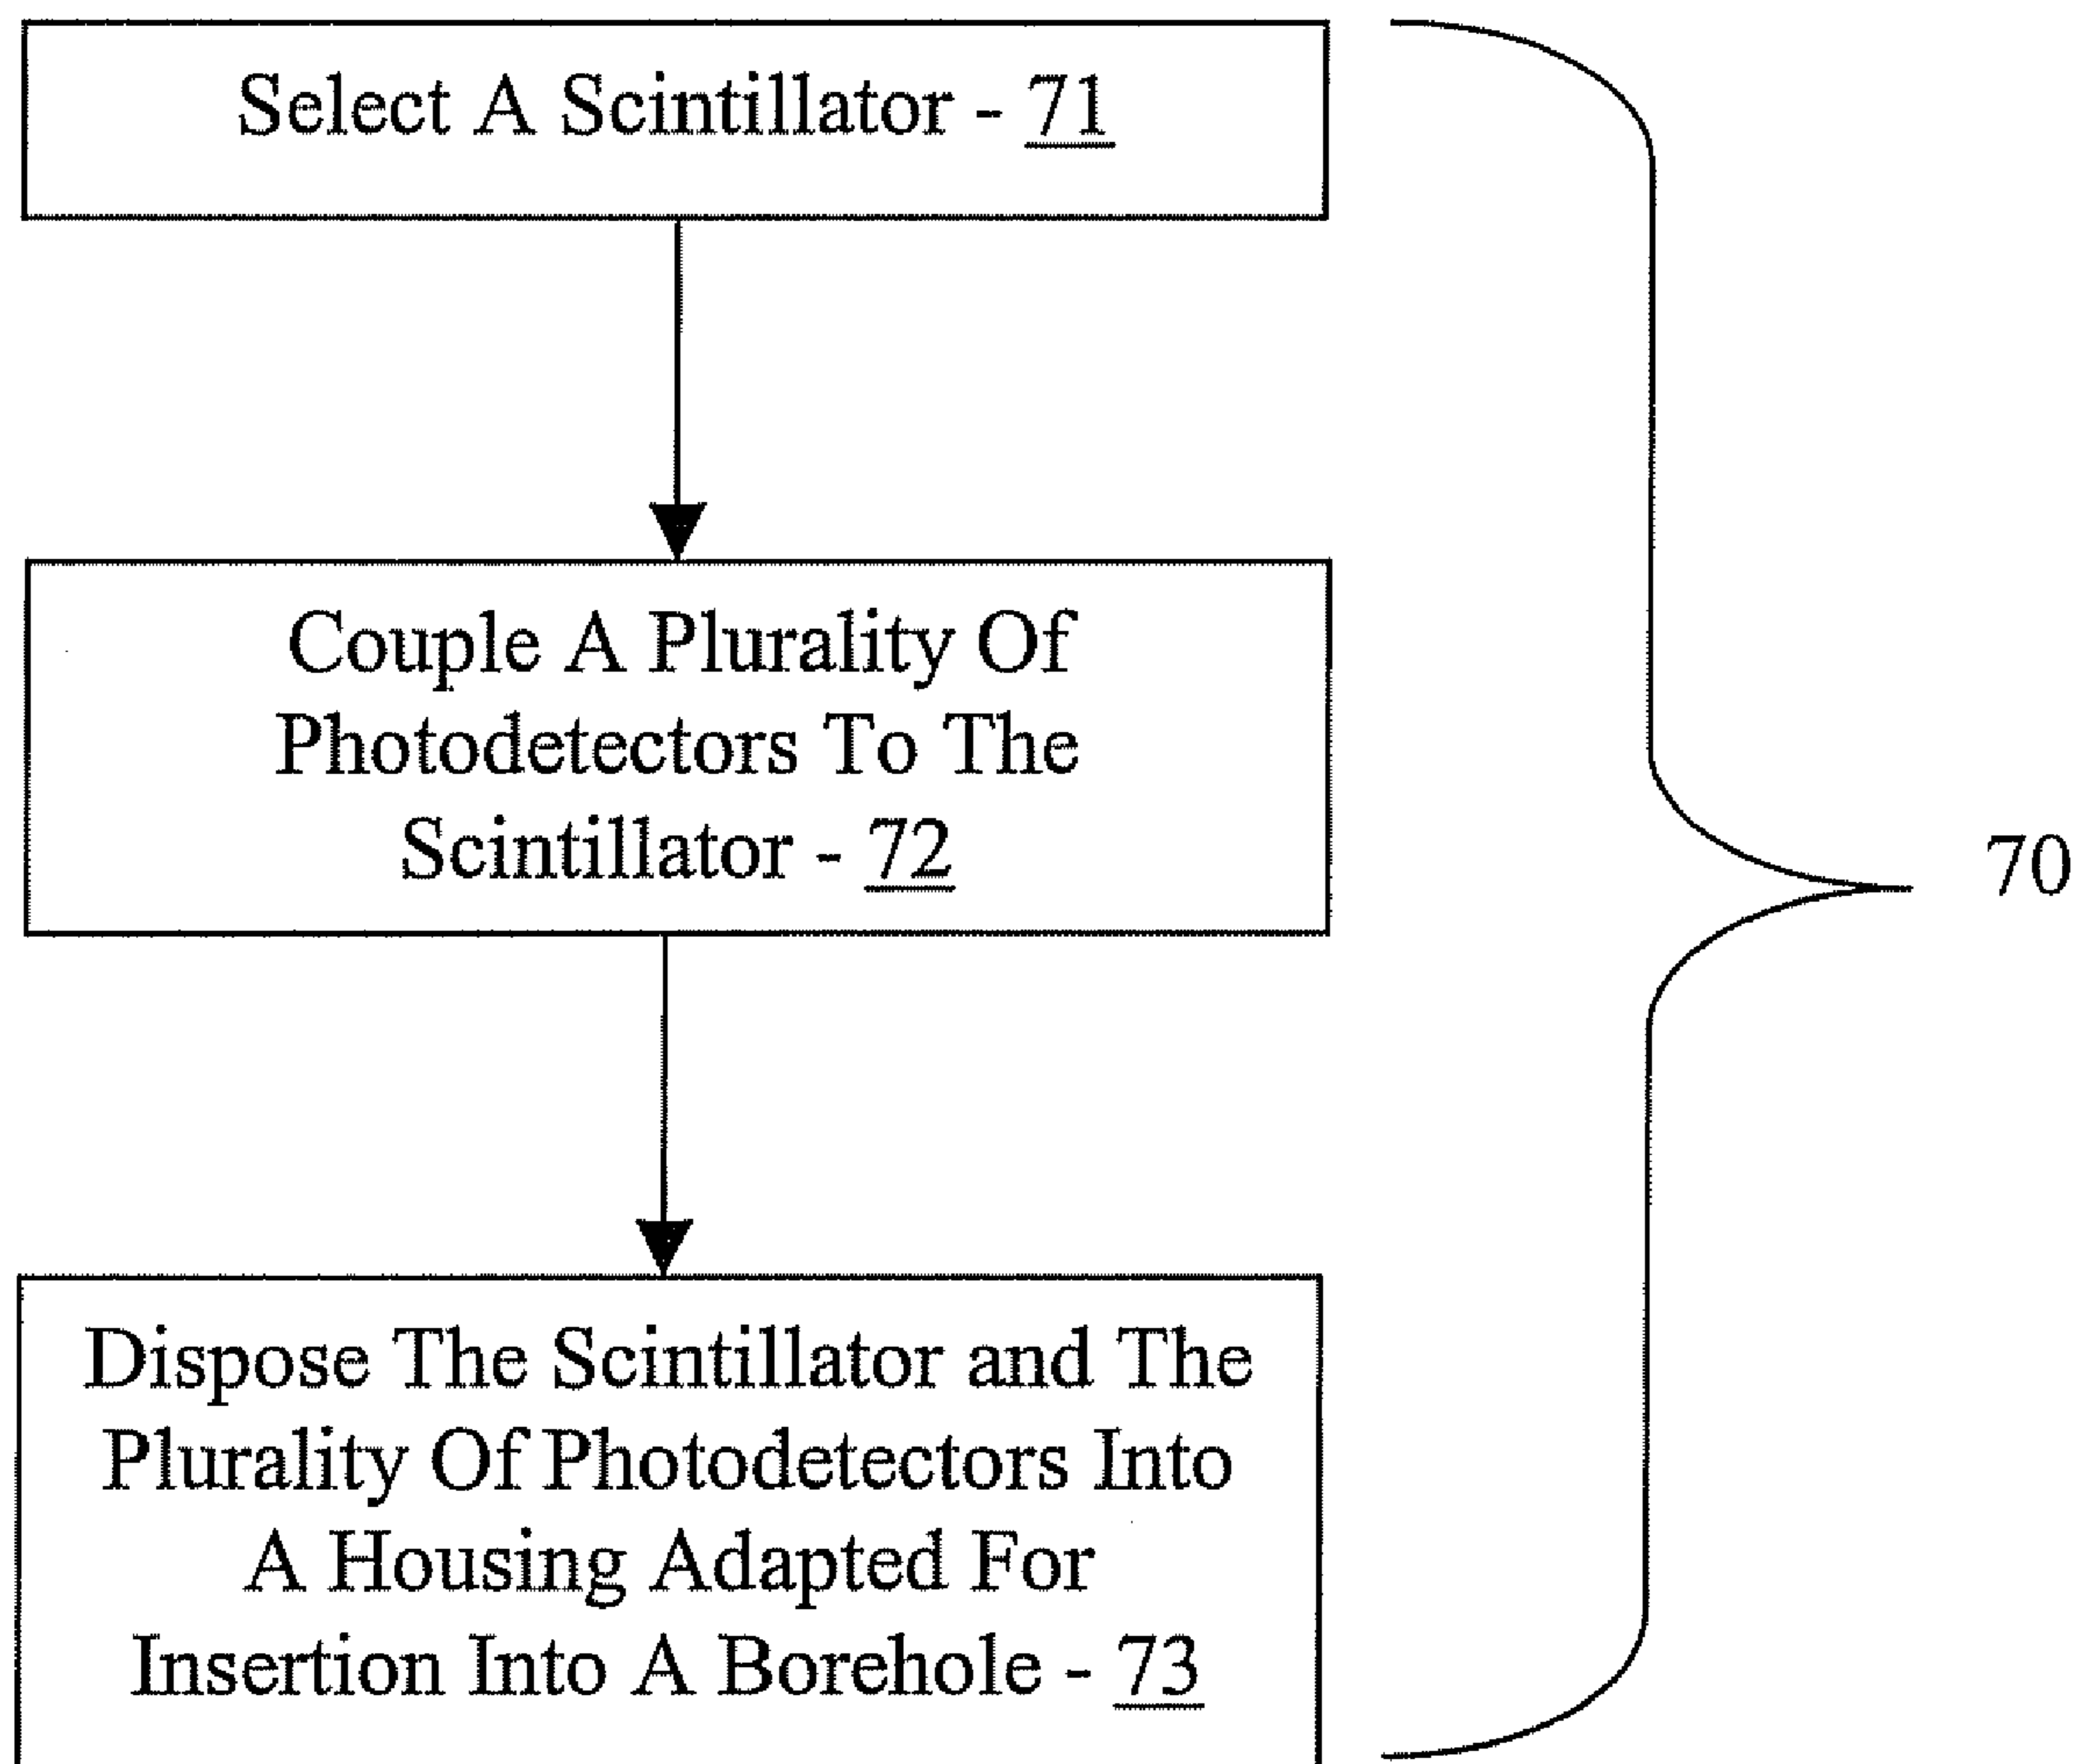 Select A Scintillator - 71
Couple A Plurality Of
Photodetectors To The
Scintillator - 72
70
Dispose The Scintillator and The
Plurality Of Photodetectors Into
A Housing Adapted For
Insertion Into A Borehole - 73